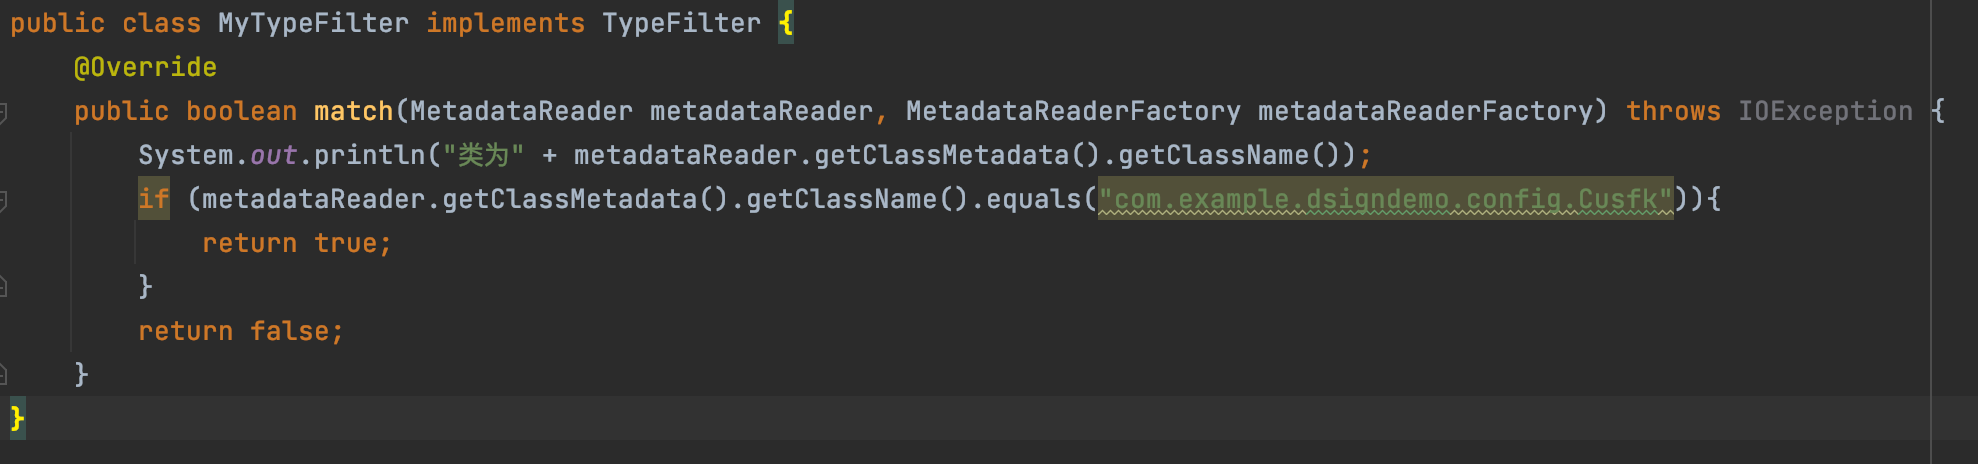 public class MyTypeFilter implements TypeFilter {
@Override
public boolean match(MetadataReader metadataReader, MetadataReaderFactory metadataReaderFactory) throws IOException {
System.out.println("类为" + metadataReader.getClassMetadata().getClassName());
if (metadataReader.getClassMetadata().getClassName().equals("com.example.dsigndemo.config.Cusfk")){
return true;
}
return false;
}
}